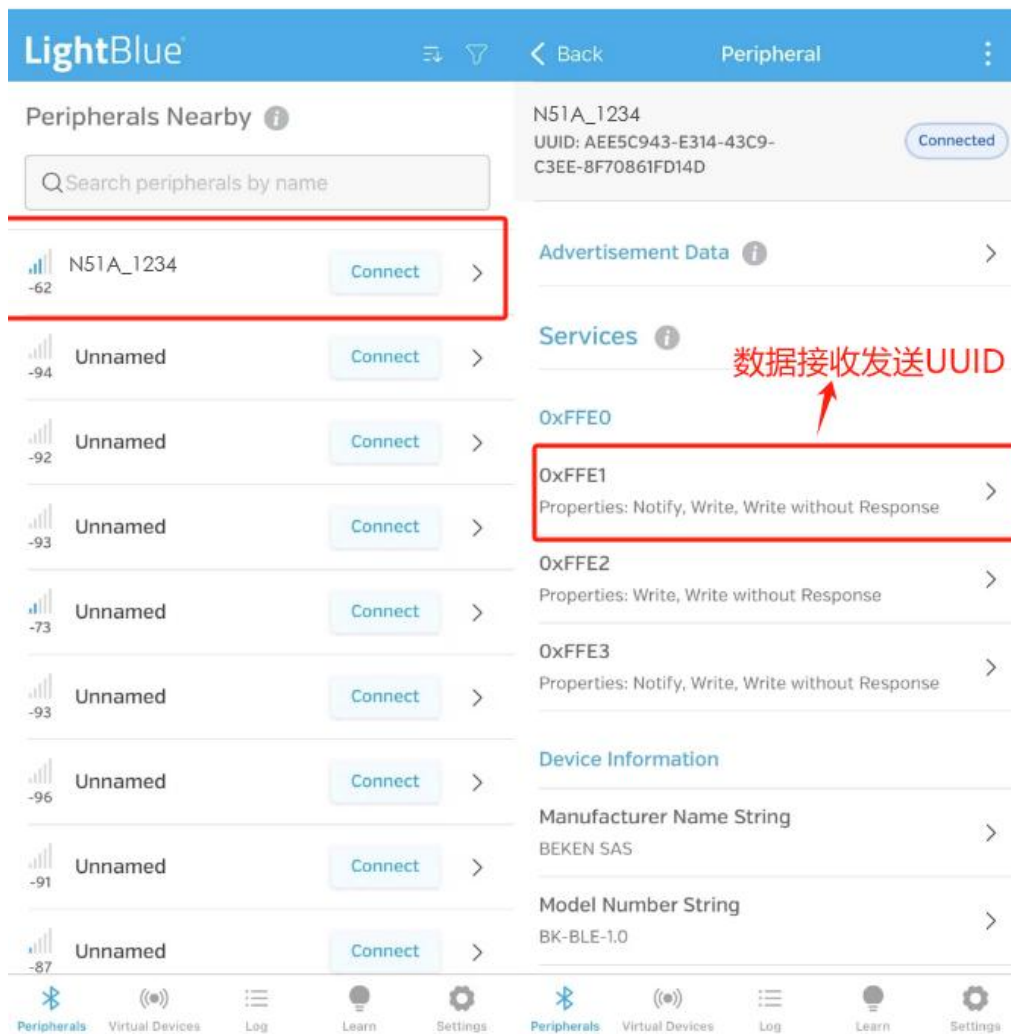 LightBlue
Peripherals Nearby
Search peripherals by name
N51A_1234
Connect
-62
Unnamed
Connect
-94
Unnamed
Connect
-92
Unnamed
Connect
-93
Unnamed
Connect
-73
Unnamed
Connect
-93
Unnamed
Connect
-96
Unnamed
Connect
-91
Unnamed
Connect
-87
Peripherals
Virtual Devices
Log
Learn
Settings
Back
Peripheral
N51A_1234
UUID: AEE5C943-E314-43C9-
C3EE-8F70861FD14D
Connected
Advertisement Data
Services
数据接收发送UUID
0xFFE0
0xFFE1
Properties: Notify, Write, Write without Response
0xFFE2
Properties: Write, Write without Response
0xFFE3
Properties: Notify, Write, Write without Response
Device Information
Manufacturer Name String
BEKEN SAS
Model Number String
BK-BLE-1.0
Peripherals
Virtual Devices
Log
Learn
Settings